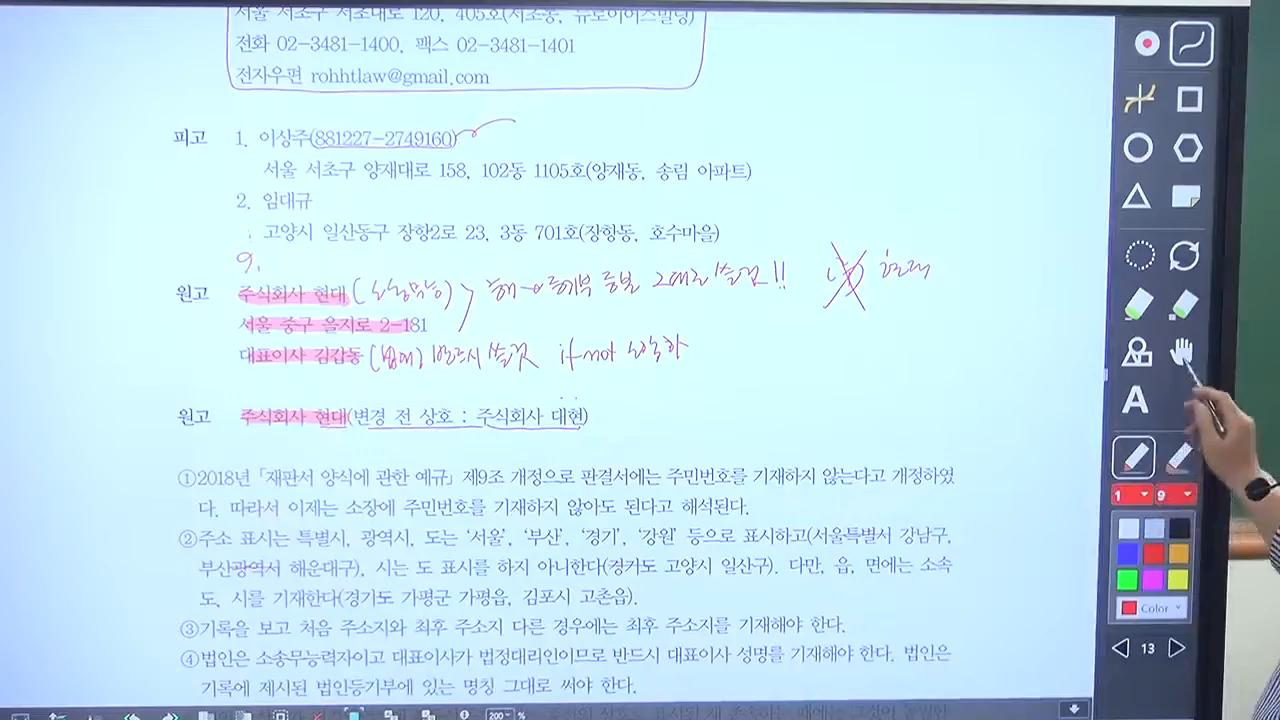 서울 서초구 서초대로 120, 405호(서초동,
전화 02-3481-1400, 팩스 02-3481-1401
전자우편 rohhtlaw@gmail.com
피고 1. 이상주(881227-2749160)
서울 서초구 양재대로 158, 102동 1105호(양재동, 송림 아파트)
2. 임대규
고양시 일산동구 장항2로 23, 3동 701호(장항동, 호수마을)
9.
원고 주식회사 현대 그대로 쓸것!!
서울 중구 을지로 2-181
대표이사 김갑동 반드시 쓸것 if not
원고 주식회사 현대(변경 전 상호 : 주식회사 대현)
①2018년 「재판서 양식에 관한 예규」 제9조 개정으로 판결서에는 주민번호를 기재하지 않는다고 개정하였
다. 따라서 이제는 소장에 주민번호를 기재하지 않아도 된다고 해석된다.
②주소 표시는 특별시, 광역시, 도는 '서울', '부산', '경기', '강원' 등으로 표시하고(서울특별시 강남구,
부산광역서 해운대구), 시는 도 표시를 하지 아니한다(경기도 고양시 일산구). 다만, 읍, 면에는 소속
도, 시를 기재한다(경기도 가평군 가평읍, 김포시 고촌읍).
③기록을 보고 처음 주소지와 최후 주소지 다른 경우에는 최후 주소지를 기재해야 한다.
④법인은 소송무능력자이고 대표이사가 법정대리인이므로 반드시 대표이사 성명를 기재해야 한다. 법인은
기록에 제시된 법인등기부에 있는 명칭 그대로 써야 한다.
A
1 9
Color
13
200 %